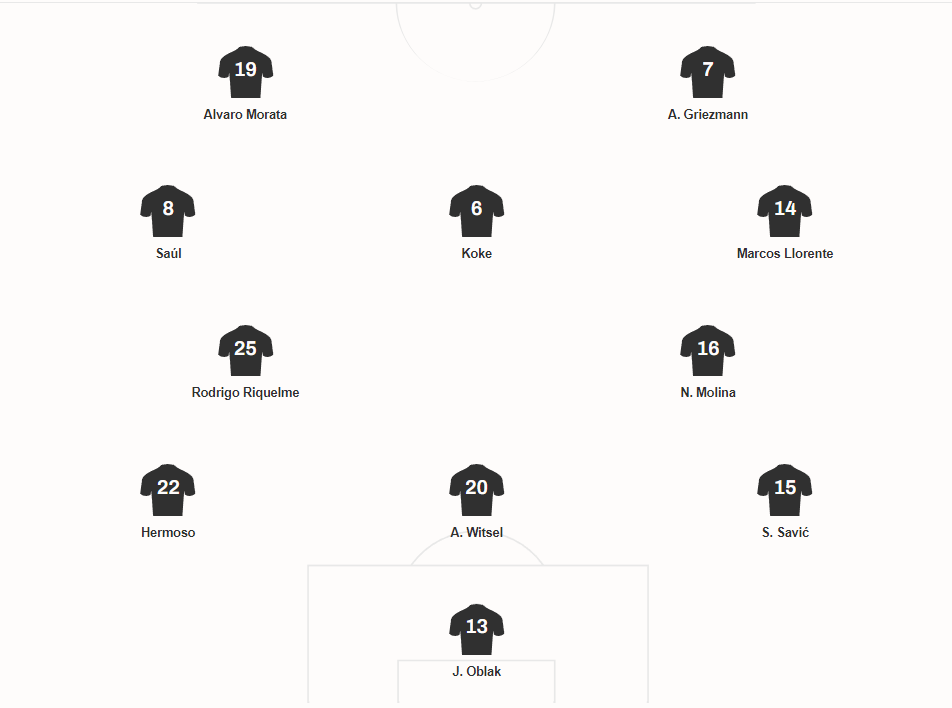 19
7
Alvaro Morata
A. Griezmann
8
6
14
Saúl
Koke
Marcos Llorente
25
16
Rodrigo Riquelme
N. Molina
22
20
15
Hermoso
A. Witsel
S. Savić
13
J. Oblak